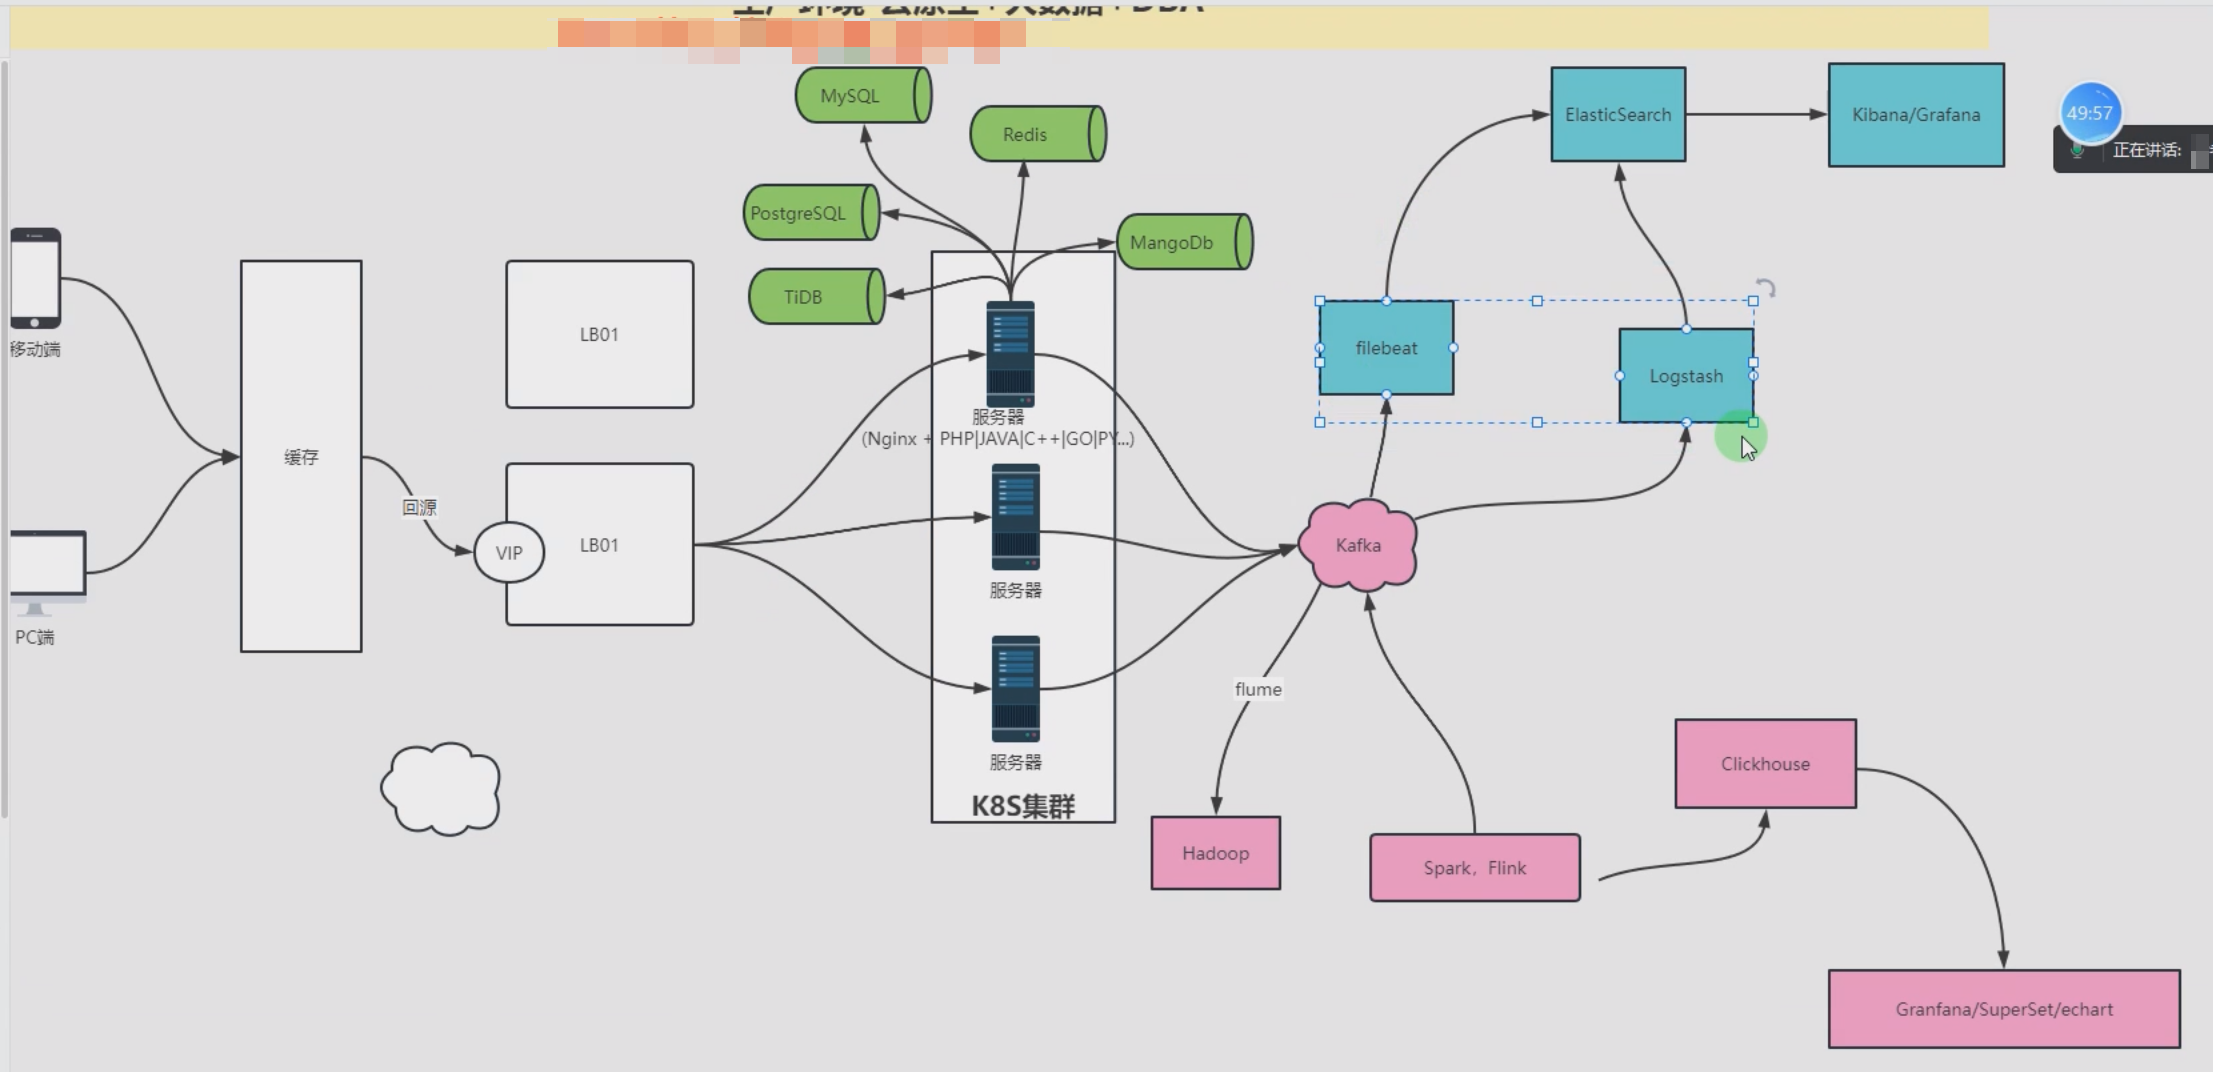 MySQL
Redis
PostgreSQL
MangoDb
TiDB
ElasticSearch
Kibana/Grafana
49:57
正在讲话:
移动端
PC端
缓存
回源
VIP
LB01
LB01
服务器
(Nginx + PHP|JAVA|C++|GO|PY...)
服务器
服务器
K8S集群
filebeat
Logstash
Kafka
flume
Hadoop
Spark，Flink
Clickhouse
Granfana/SuperSet/echart